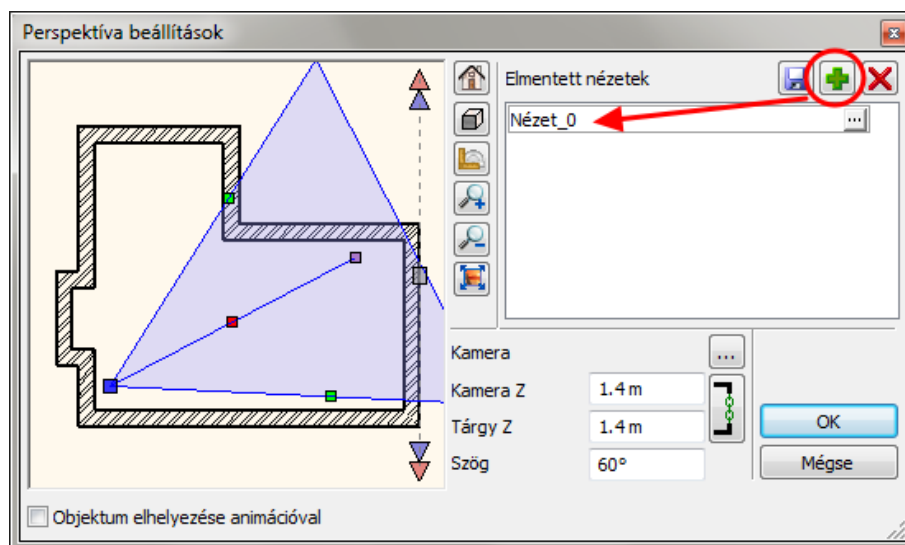 Perspektíva beállítások
Elmentett nézetek
Nézet_0
...
Kamera
...
Kamera Z
1.4 m
Tárgy Z
1.4 m
Szög
60°
OK
Mégse
Objektum elhelyezése animációval